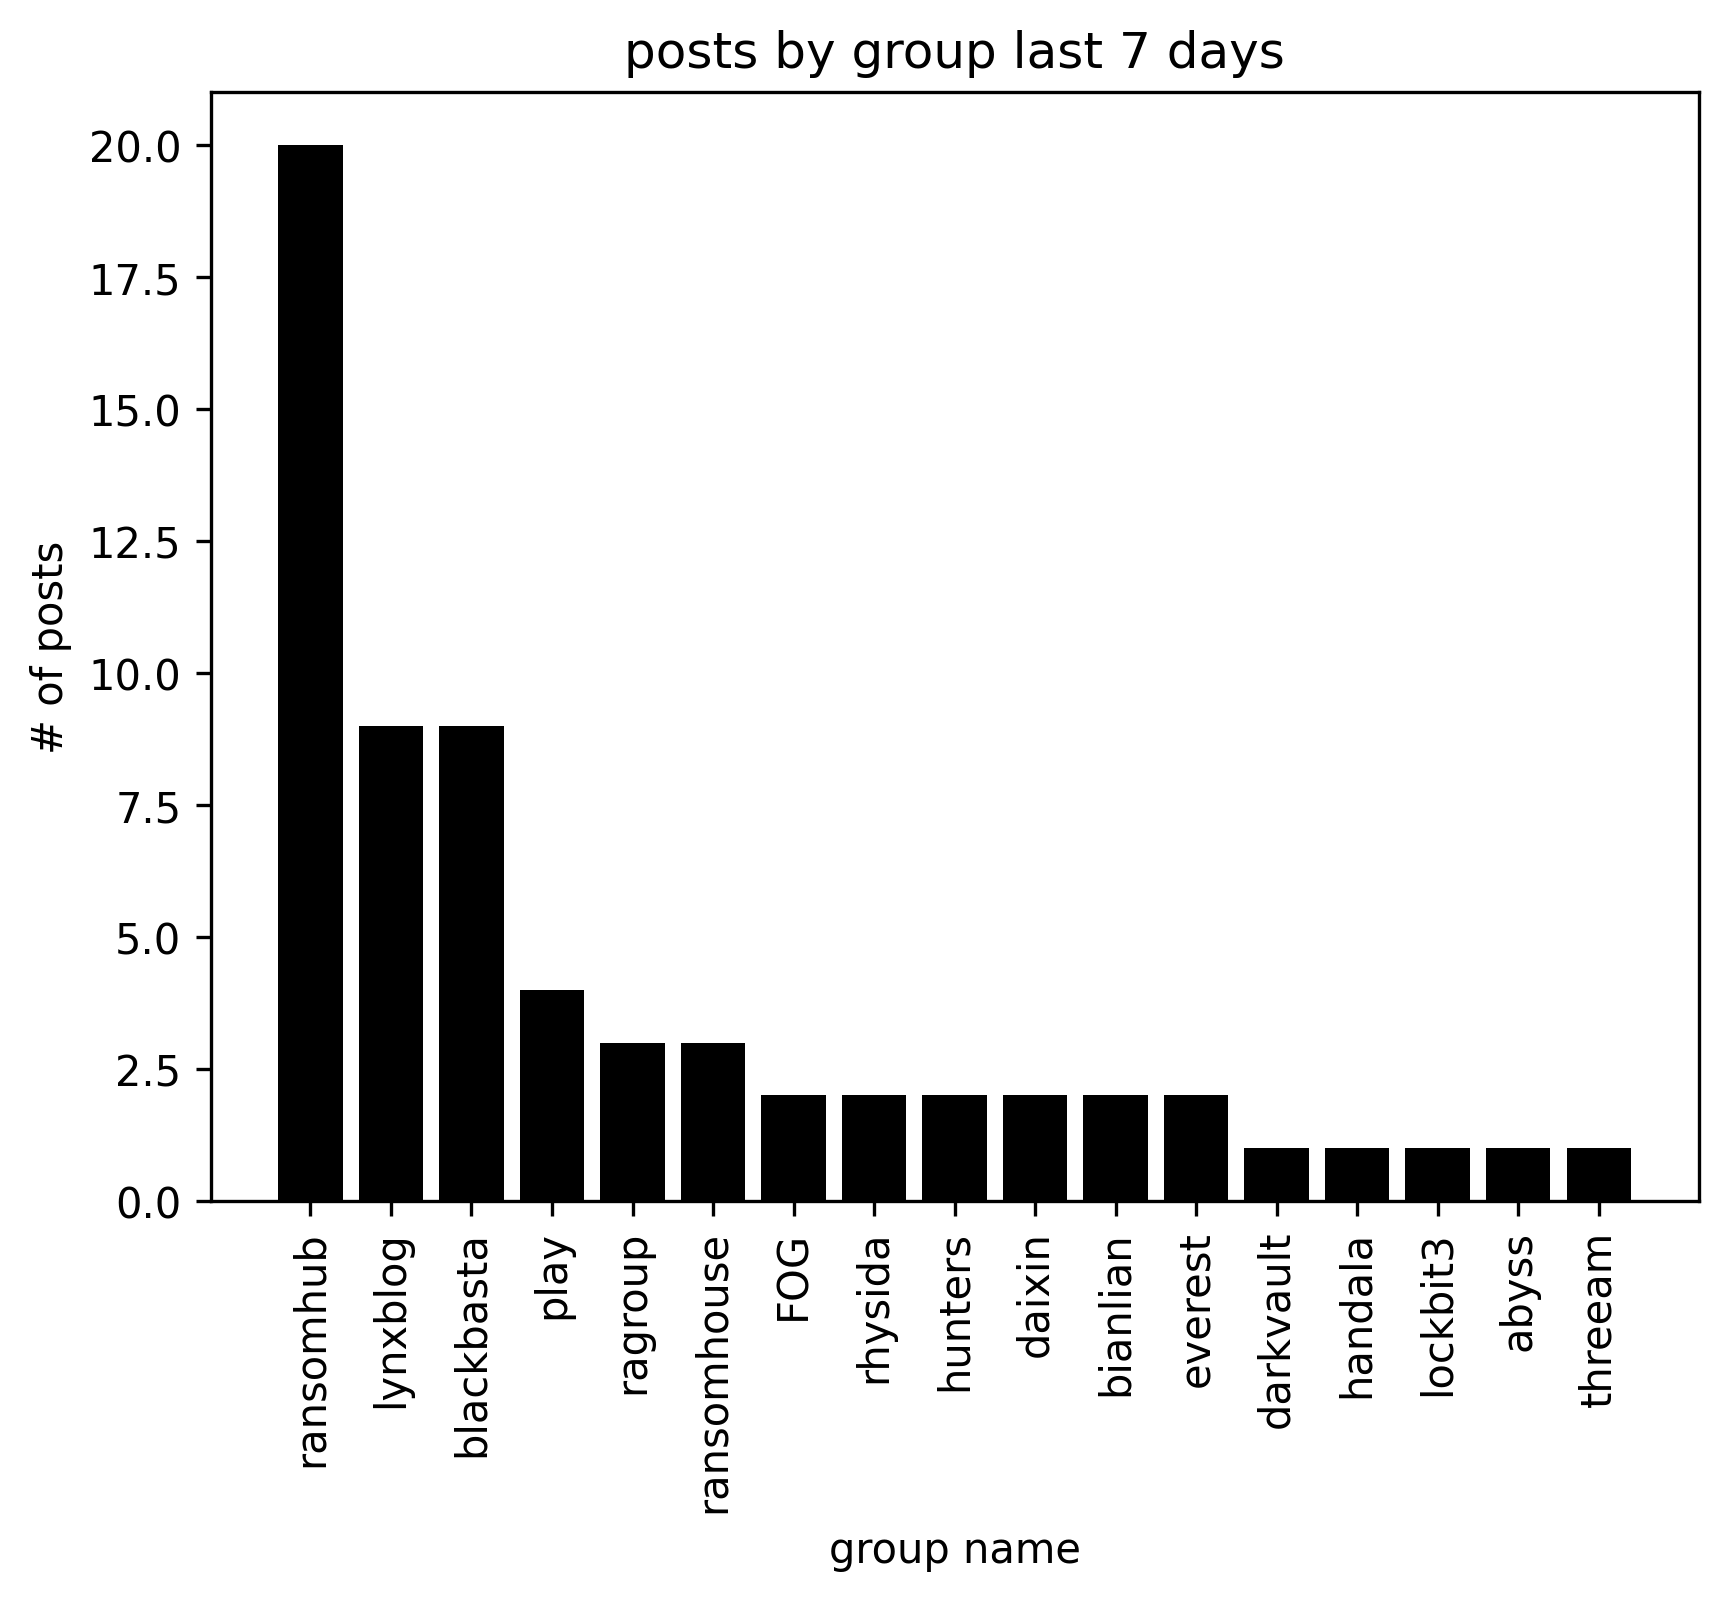 posts by group last 7 days
# of posts
20.0
17.5
15.0
12.5
10.0
7.5
5.0
2.5
0.0
ransomhub
lynxblog
blackbasta
play
ragroup
ransomhouse
FOG
rhysida
hunters
daixin
bianlian
everest
darkvault
handala
lockbit3
abyss
threeam
group name